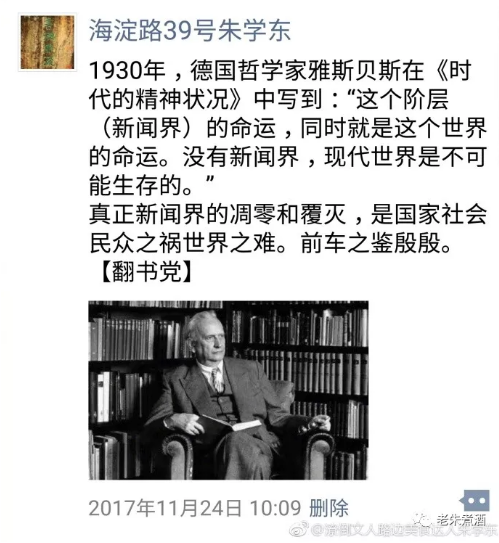 海淀路39号朱学东
1930年，德国哲学家雅斯贝斯在《时
代的精神状况》中写到：“这个阶层
（新闻界）的命运，同时就是这个世界
的命运。没有新闻界，现代世界是不可
能生存的。”
真正新闻界的凋零和覆灭，是国家社会
民众之祸世界之难。前车之鉴殷殷。
【翻书党】
2017年11月24日 10:09 删除
老朱煮酒